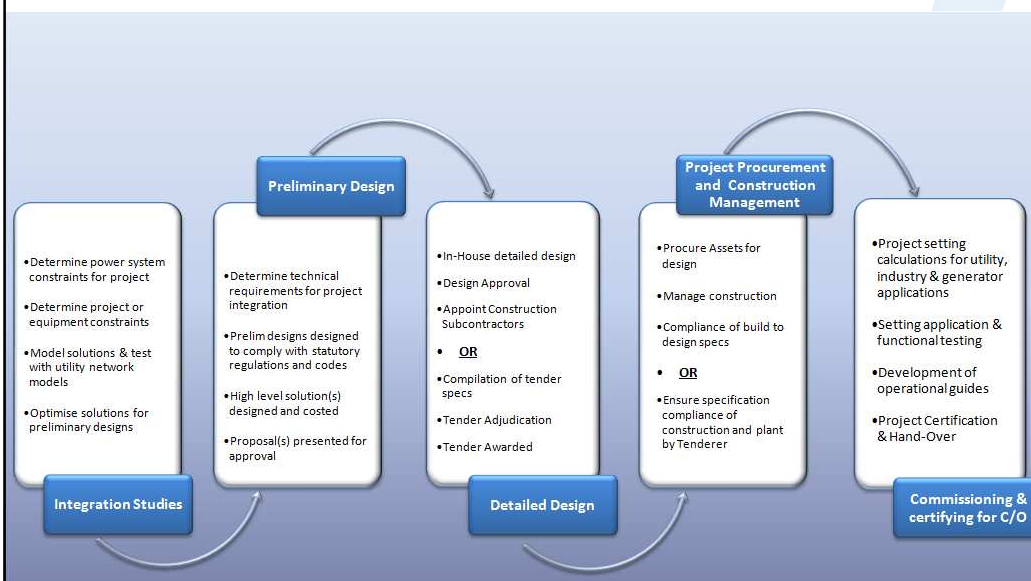 •Determine power system
constraints for project
•Determine project or
equipment constraints
•Model solutions & test
with utility network
models
•Optimise solutions for
preliminary designs
Integration Studies
Preliminary Design
•Determine technical
requirements for project
integration
•Prelim designs designed
to comply with statutory
regulations and codes
•High level solution(s)
designed and costed
•Proposal(s) presented for
approval
•In-House detailed design
•Design Approval
•Appoint Construction
Subcontractors
• OR
•Compilation of tender
specs
•Tender Adjudication
•Tender Awarded
Detailed Design
Project Procurement
and Construction
Management
•Procure Assets for
design
•Manage construction
•Compliance of build to
design specs
• OR
•Ensure specification
compliance of
construction and plant
by Tenderer
•Project setting
calculations for utility,
industry & generator
applications
•Setting application &
functional testing
•Development of
operational guides
•Project Certification
& Hand-Over
Commissioning &
certifying for C/O